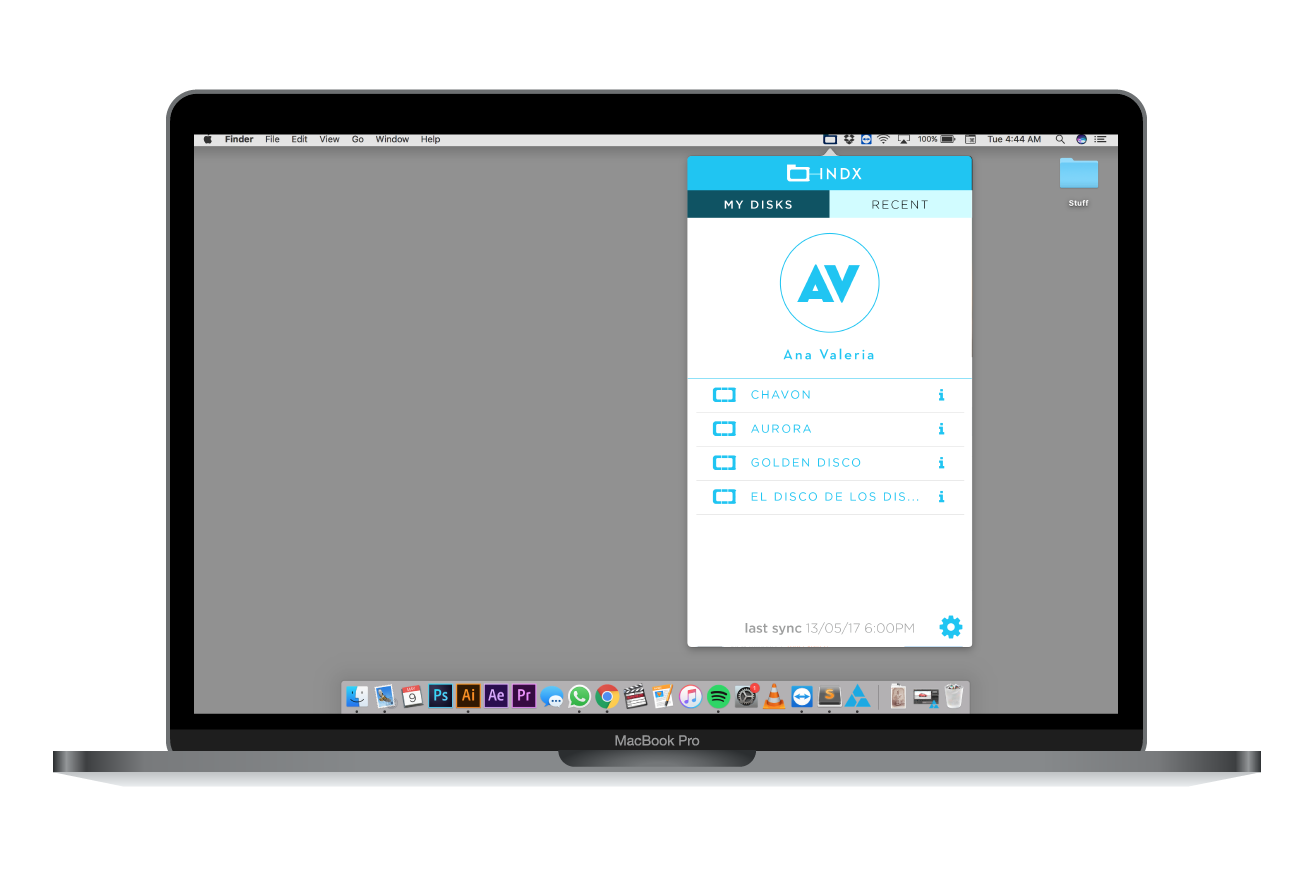 Finder File Edit View Go Window Help 100% Tue 4:44 AM
INDX
MY DISKS RECENT
Stuff
AV
Ana Valeria
CHAVON i
AURORA i
GOLDEN DISCO i
EL DISCO DE LOS DIS... i
last sync 13/05/17 6:00PM
9 Ps Ai Ae Pr S
MacBook Pro